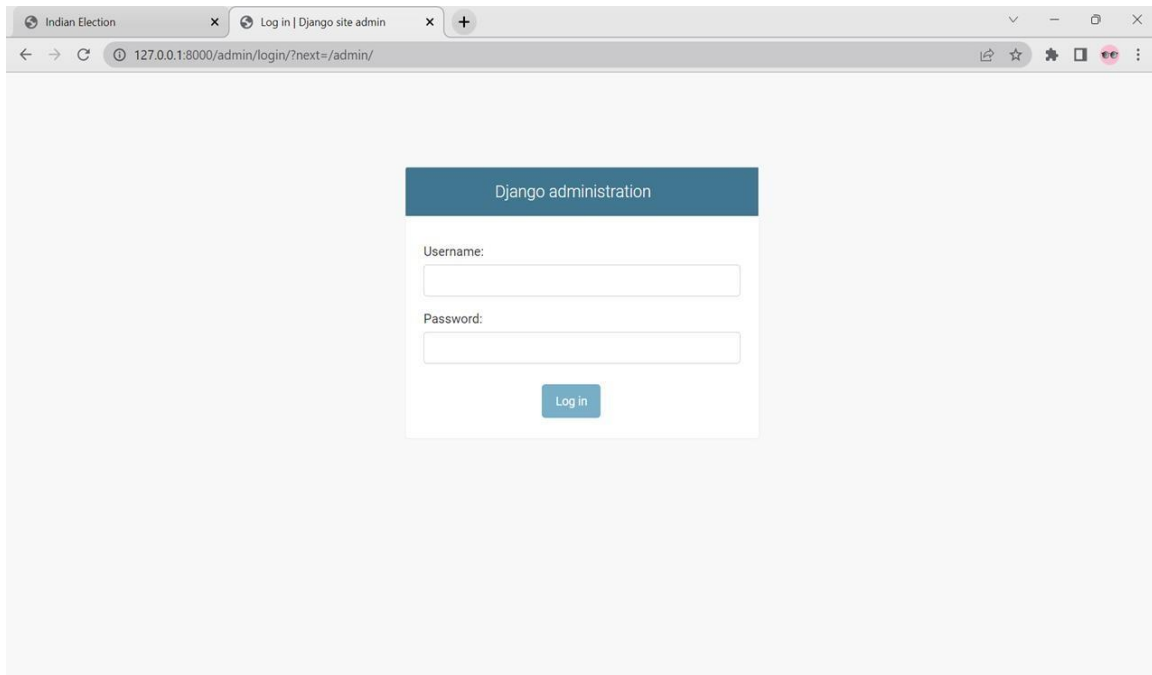 Indian Election
Log in | Django site admin
127.0.0.1:8000/admin/login/?next=/admin/
Django administration
Username:
Password:
Log in